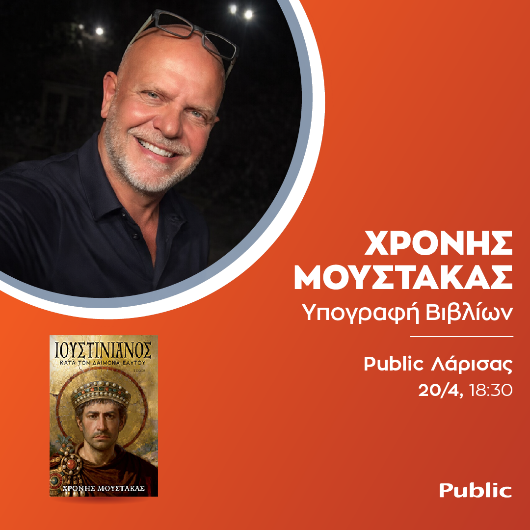 ΧΡΟΝΗΣ
ΜΟΥΣΤΑΚΑΣ
Υπογραφή Βιβλίων
Public Λάρισας
20/4, 18:30
ΙΟΥΣΤΙΝΙΑΝΟΣ
ΚΑΤΑ ΤΟΝ ΔΑΙΜΟΝΑ ΕΑΥΤΟΥ
ΧΡΟΝΗΣ ΜΟΥΣΤΑΚΑΣ
Public